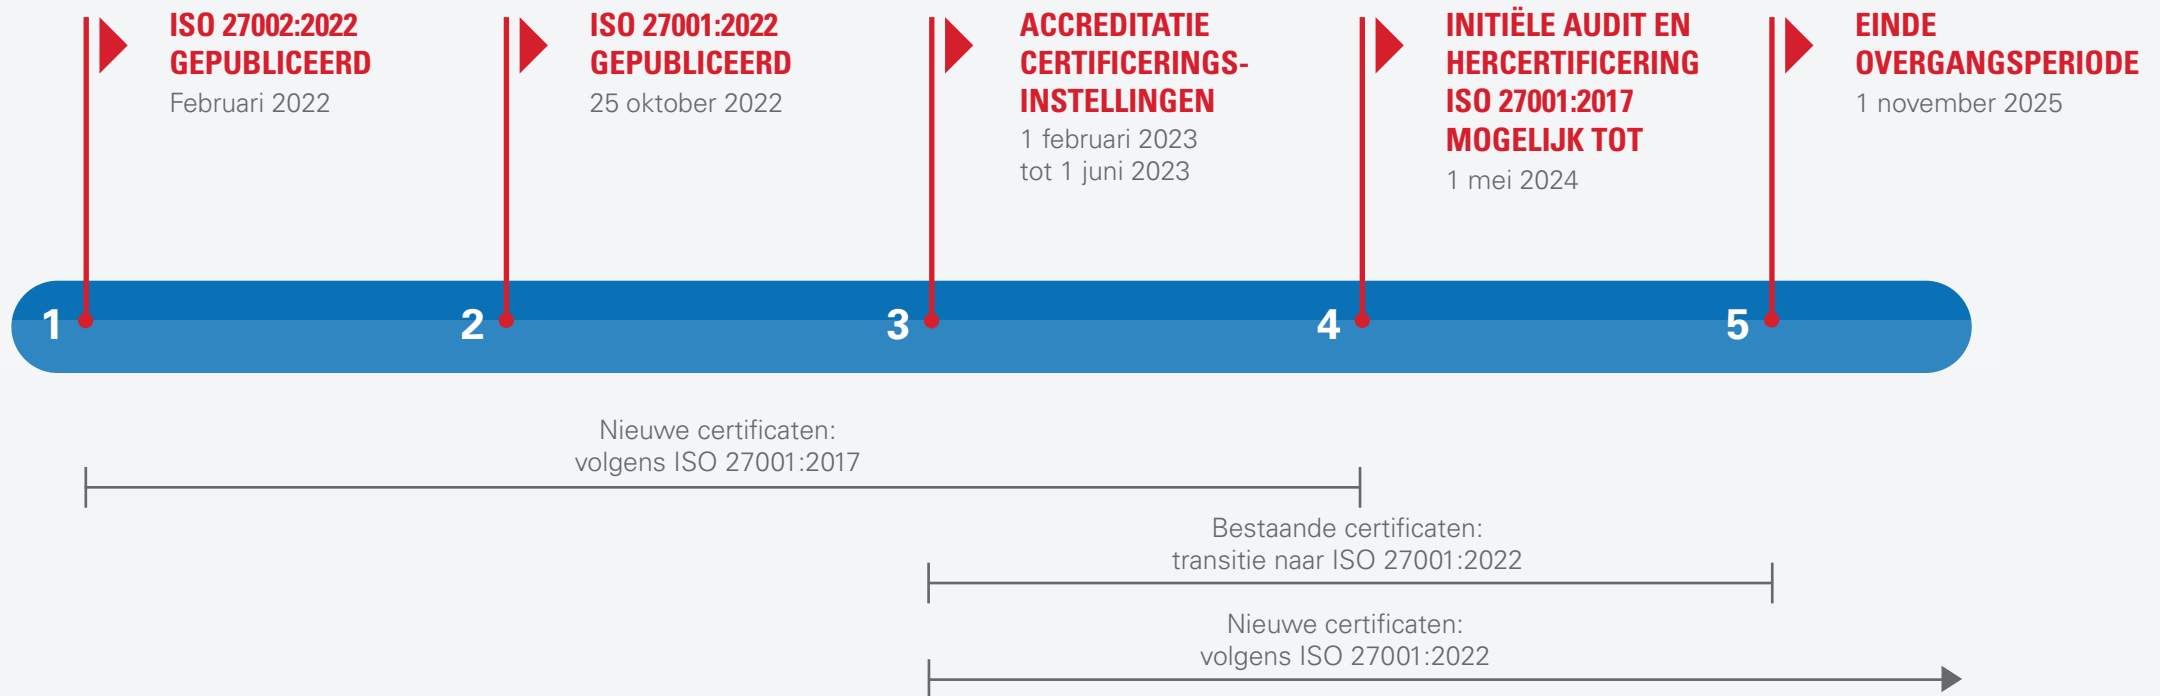 ISO 27002:2022
GEPUBLICEERD
Februari 2022
ISO 27001:2022
GEPUBLICEERD
25 oktober 2022
ACCREDITATIE
CERTIFICERINGS-
INSTELLINGEN
1 februari 2023
tot 1 juni 2023
INITIËLE AUDIT EN
HERCERTIFICERING
ISO 27001:2017
MOGELIJK TOT
1 mei 2024
EINDE
OVERGANGSPERIODE
1 november 2025
1
2
3
4
5
Nieuwe certificaten:
volgens ISO 27001:2017
Bestaande certificaten:
transitie naar ISO 27001:2022
Nieuwe certificaten:
volgens ISO 27001:2022